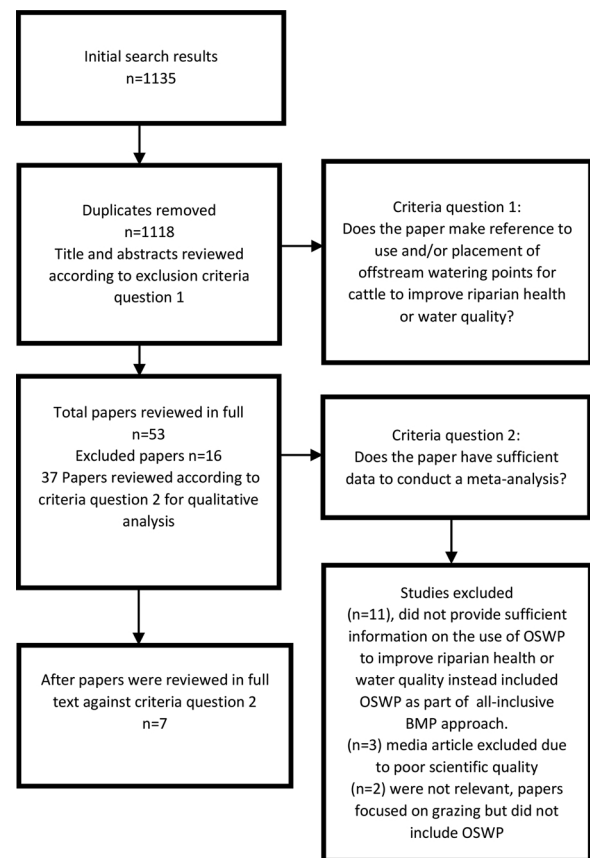 Initial search results
n=1135
Duplicates removed
n=1118
Title and abstracts reviewed
according to exclusion criteria
question 1
Criteria question 1:
Does the paper make reference to
use and/or placement of
offstream watering points for
cattle to improve riparian health
or water quality?
Total papers reviewed in full
n=53
Excluded papers n=16
37 Papers reviewed according to
criteria question 2 for qualitative
analysis
Criteria question 2:
Does the paper have sufficient
data to conduct a meta-analysis?
Studies excluded
(n=11), did not provide sufficient
information on the use of OSWP
to improve riparian health or
water quality instead included
OSWP as part of all-inclusive
BMP approach.
(n=3) media article excluded due
to poor scientific quality
(n=2) were not relevant, papers
focused on grazing but did not
include OSWP
After papers were reviewed in full
text against criteria question 2
n=7